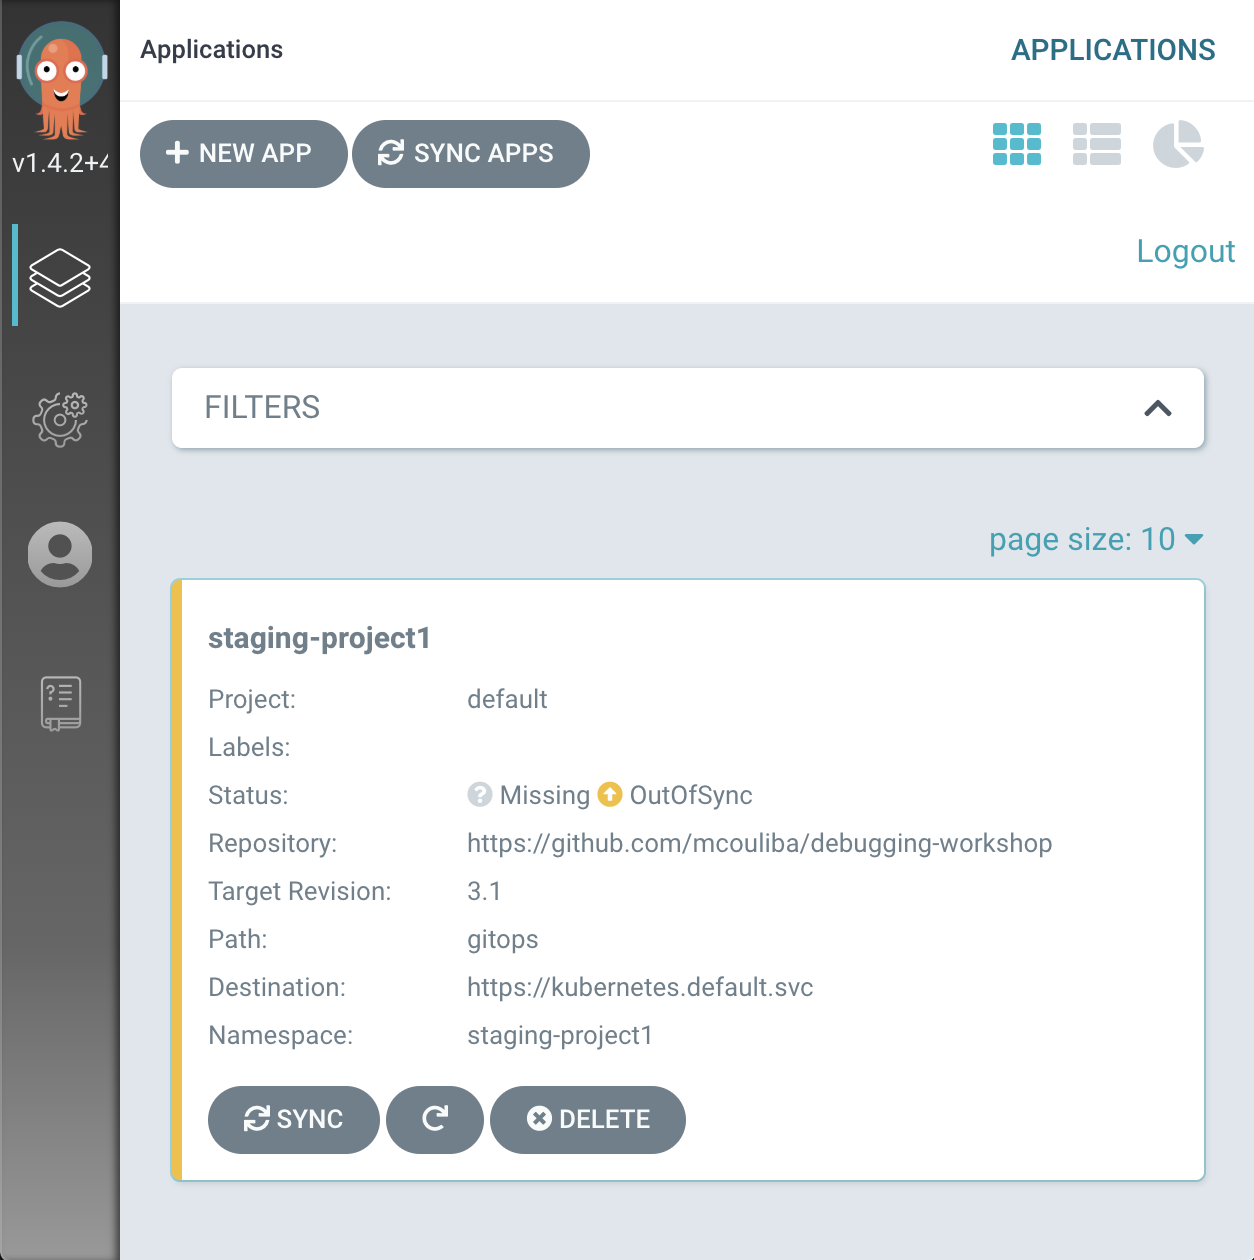 Applications
APPLICATIONS
v1.4.2+4
NEW APP
SYNC APPS
Logout
FILTERS
page size: 10
staging-project1
Project: default
Labels:
Status: Missing OutOfSync
Repository: https://github.com/mcouliba/debugging-workshop
Target Revision: 3.1
Path: gitops
Destination: https://kubernetes.default.svc
Namespace: staging-project1
SYNC
DELETE